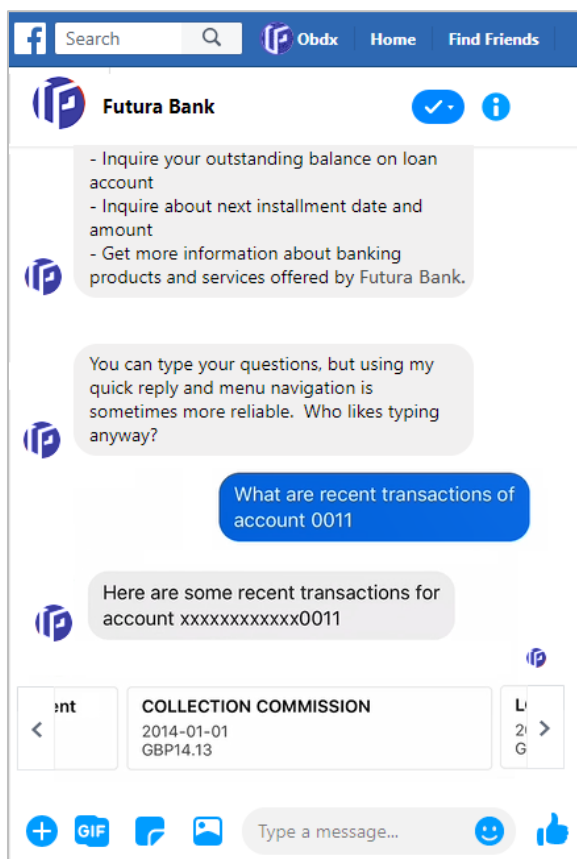 Search
Obdx
Home
Find Friends
Futura Bank
- Inquire your outstanding balance on loan
account
- Inquire about next installment date and
amount
- Get more information about banking
products and services offered by Futura Bank.
You can type your questions, but using my
quick reply and menu navigation is
sometimes more reliable.  Who likes typing
anyway?
What are recent transactions of
account 0011
Here are some recent transactions for
account xxxxxxxxxxxxx0011
ent
COLLECTION COMMISSION
2014-01-01
GBP14.13
GIF
Type a message...